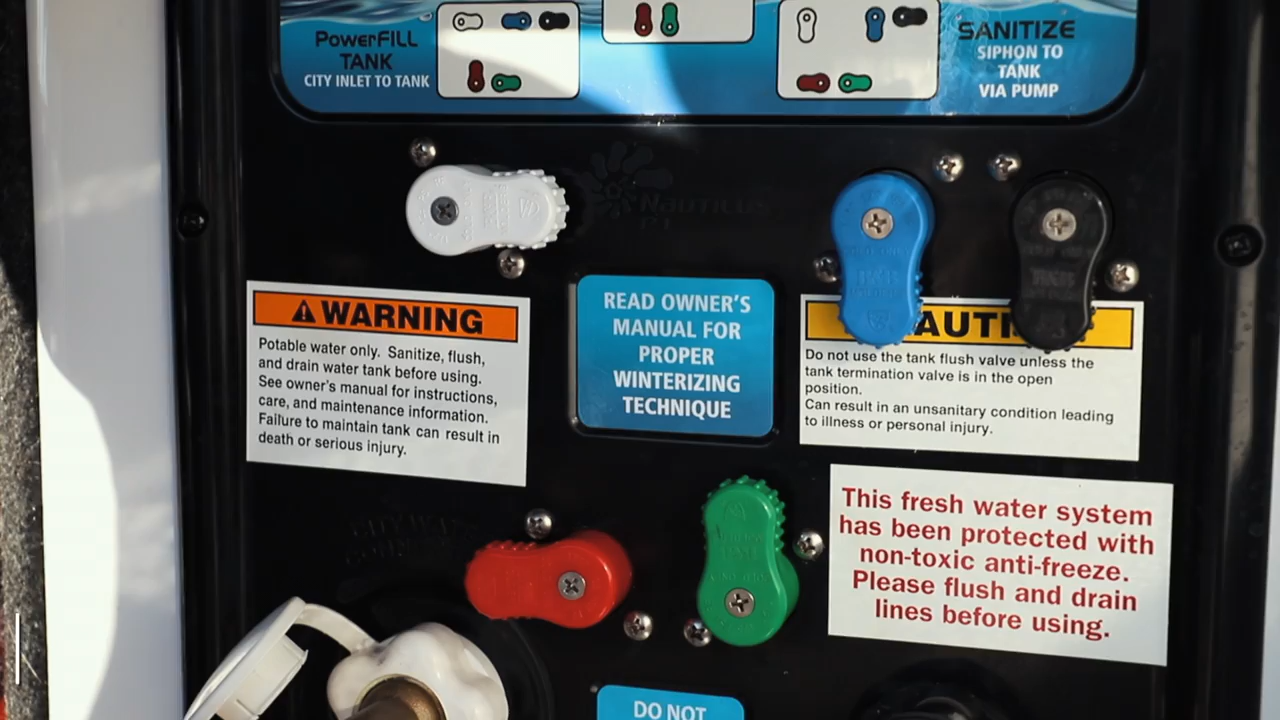 PowerFILL
TANK
CITY INLET TO TANK
SANITIZE
SIPHON TO
TANK
VIA PUMP
NAUTILUS
WARNING
Potable water only. Sanitize, flush,
and drain water tank before using.
See owner's manual for instructions,
care, and maintenance information.
Failure to maintain tank can result in
death or serious injury.
READ OWNER'S
MANUAL FOR
PROPER
WINTERIZING
TECHNIQUE
AUTI
Do not use the tank flush valve unless the
tank termination valve is in the open
position.
Can result in an unsanitary condition leading
to illness or personal injury.
This fresh water system
has been protected with
non-toxic anti-freeze.
Please flush and drain
lines before using.
CITY WATER
DO NOT